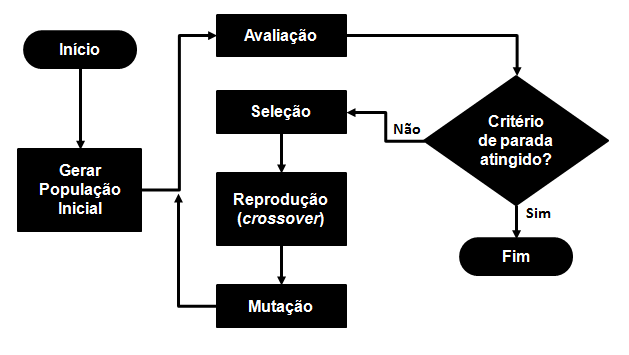 Início
Gerar
População
Inicial
Avaliação
Critério
de parada
atingido?
Não
Seleção
Reprodução
(crossover)
Mutação
Sim
Fim